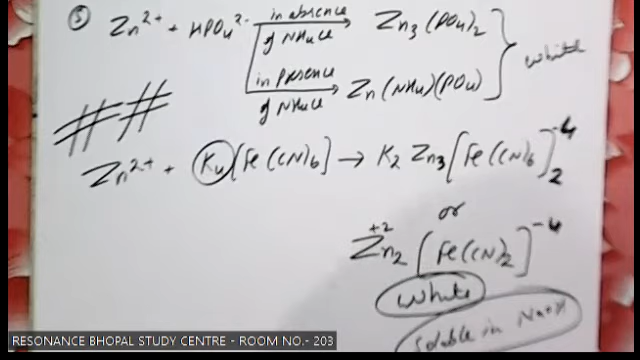 ⑤ Zn²⁺ + HPO₄²⁻ in absence of NH₄Cl → Zn₃(PO₄)₂
in presence of NH₄Cl → Zn(NH₄)(PO₄) } white
Zn²⁺ + K₄[Fe(CN)₆] → K₂Zn₃[Fe(CN)₆]₂⁻⁴
or
Zn₂⁺²[Fe(CN)₂]⁻⁴
White
Soluble in NaOH
RESONANCE BHOPAL STUDY CENTRE - ROOM NO.- 203